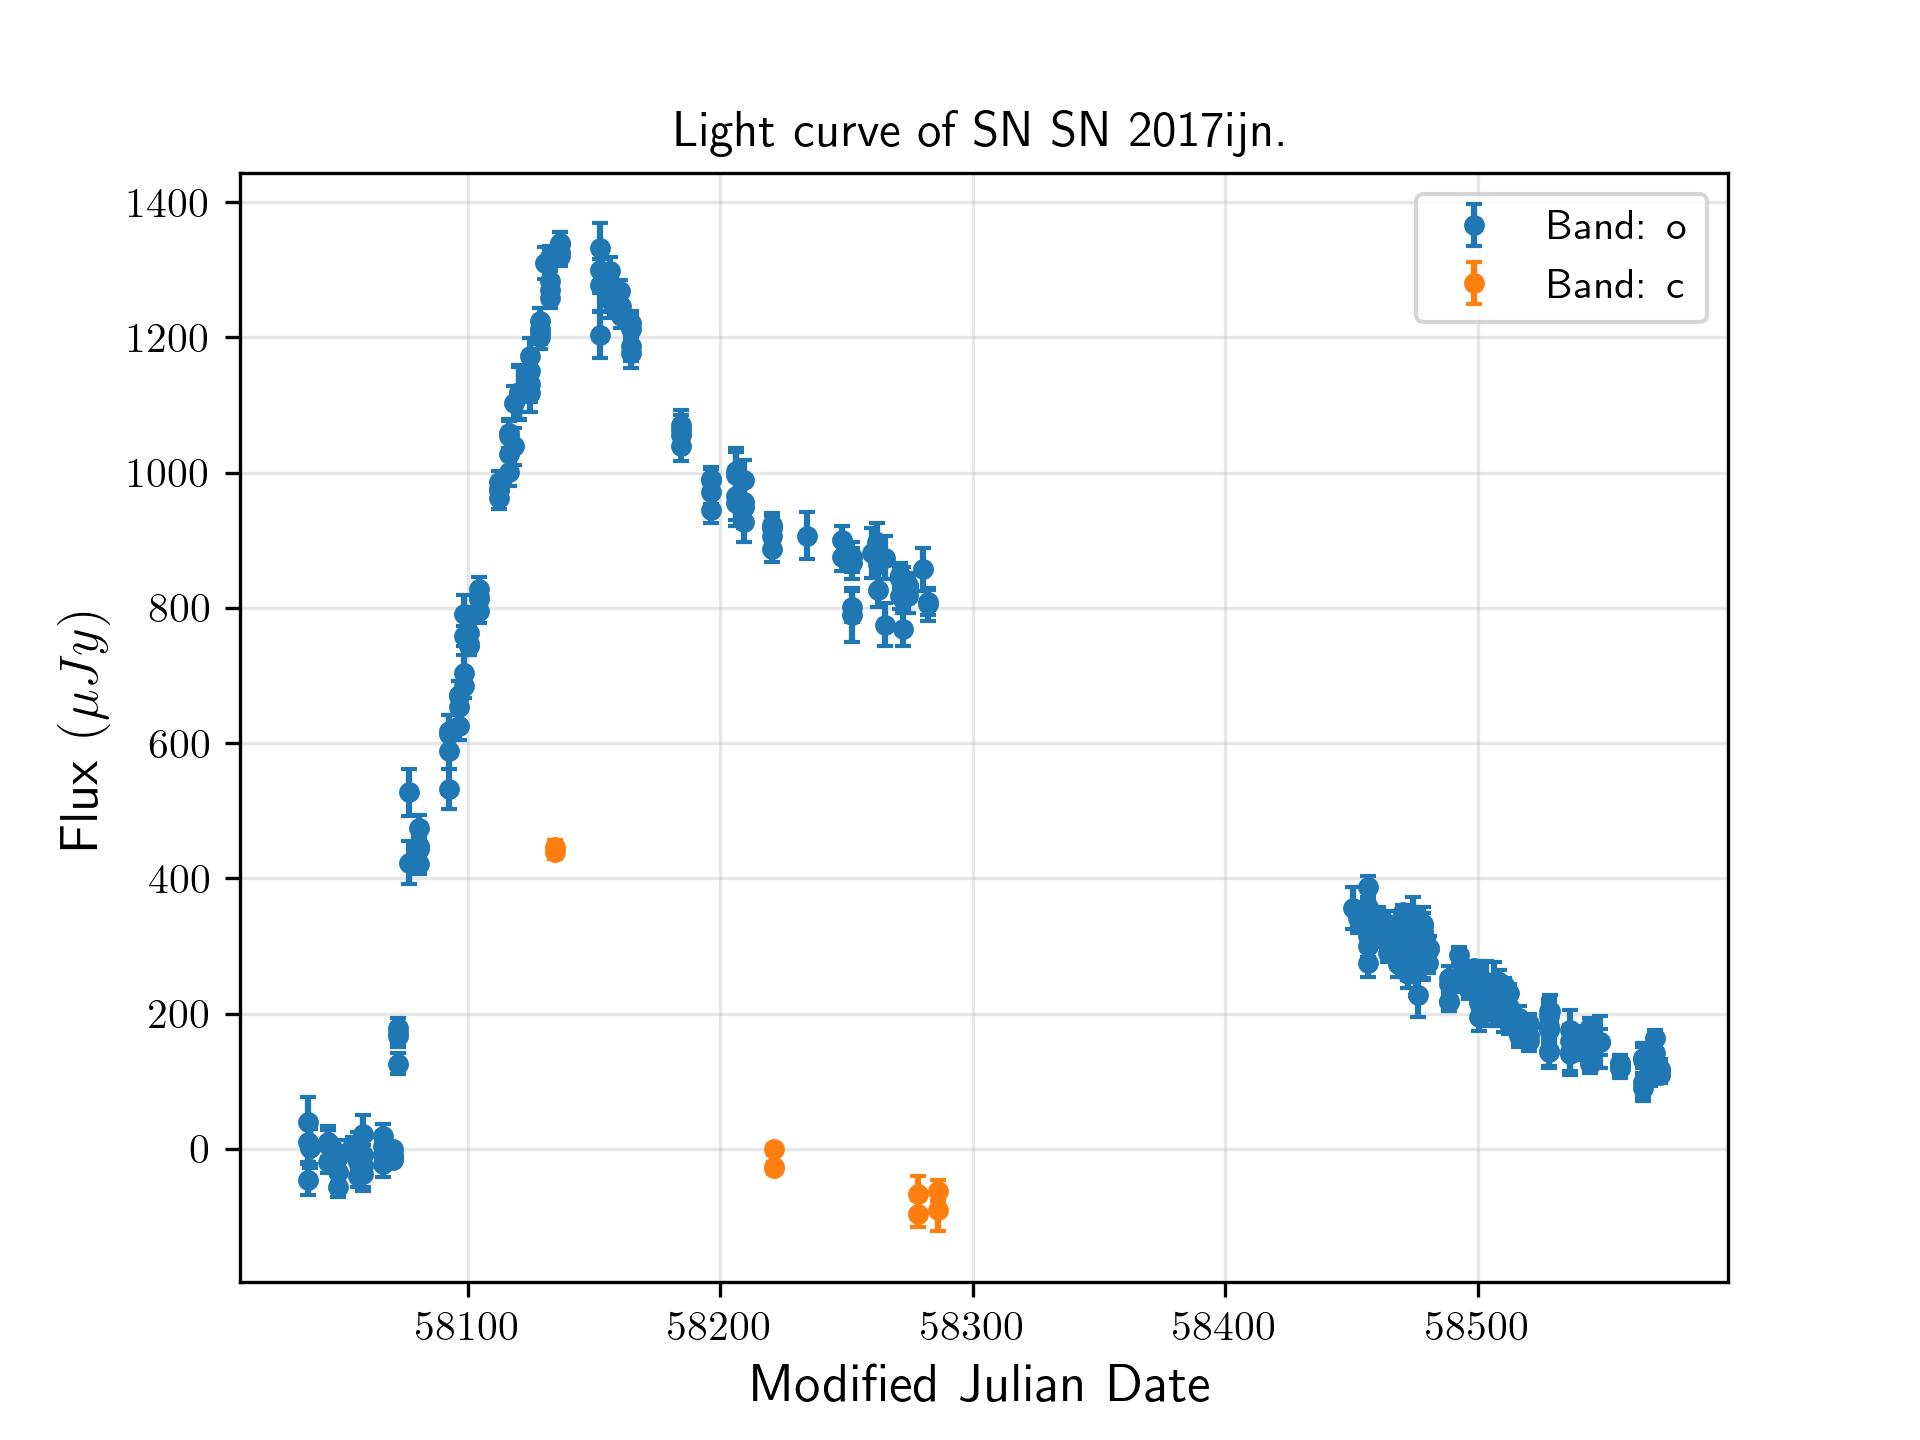 Light curve of SN SN 2017ijn.
Band: o
Band: c
1400
1200
1000
800
600
400
200
0
Flux (μJy)
58100 58200 58300 58400 58500
Modified Julian Date